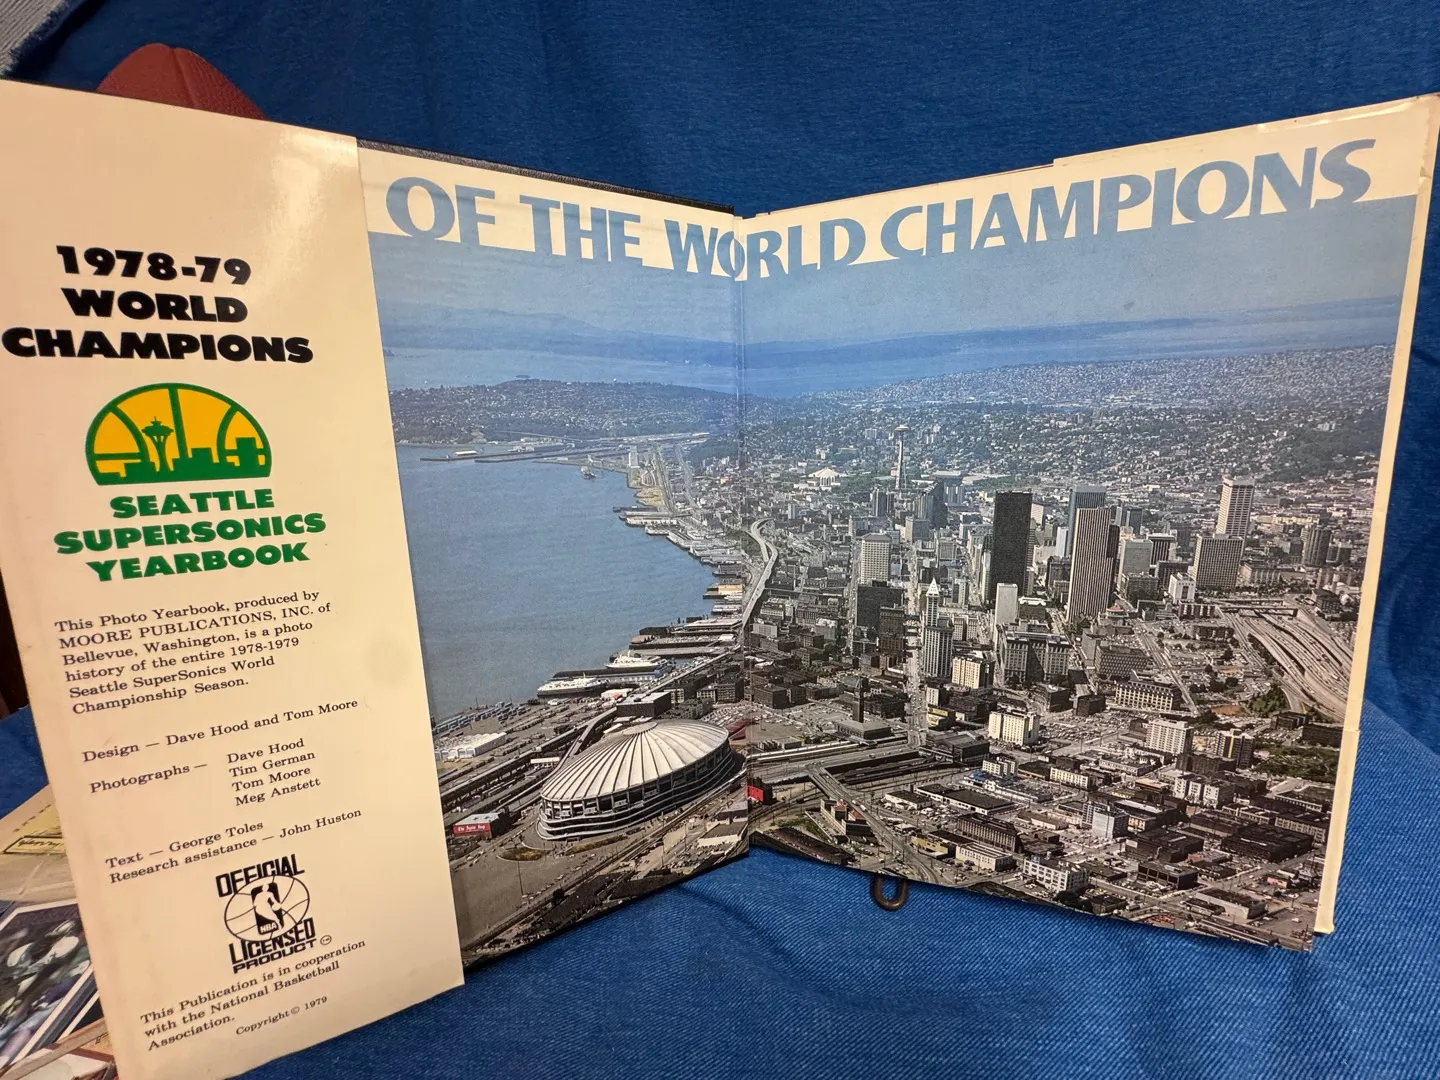 1978-79
WORLD
CHAMPIONS
SEATTLE
SUPERSONICS
YEARBOOK
This Photo Yearbook, produced by
MOORE PUBLICATIONS, INC. of
Bellevue, Washington, is a photo
history of the entire 1978-1979
Seattle SuperSonics World
Championship Season.
Design — Dave Hood and Tom Moore
Photographs — Dave Hood
Tim German
Tom Moore
Meg Anstett
Text — George Toles
Research assistance — John Huston
OFFICIAL
NBA
LICENSED
PRODUCT
This Publication is in cooperation
with the National Basketball
Association.
Copyright © 1979
OF THE WORLD CHAMPIONS